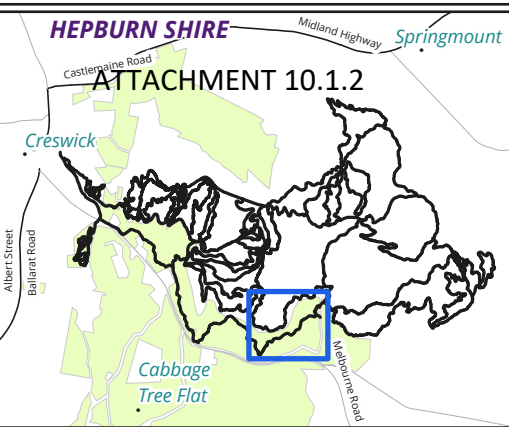 HEPBURN SHIRE
Midland Highway
Springmount
Castlemaine Road
ATTACHMENT 10.1.2
Creswick
Albert Street
Ballarat Road
Cabbage
Tree Flat
Melbourne Road